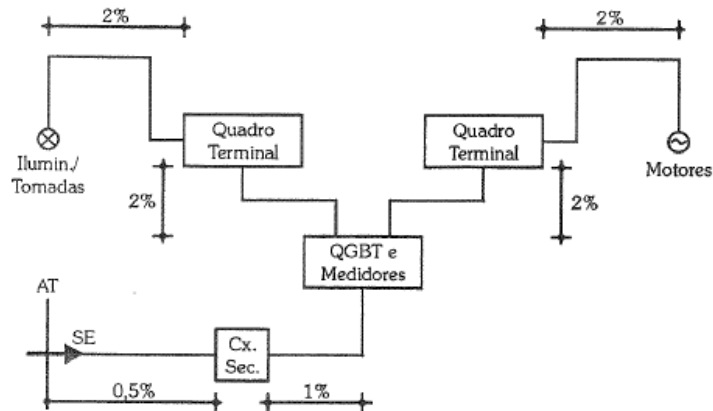 2%
2%
Quadro
Terminal
Quadro
Terminal
Ilumin./
Tomadas
Motores
2%
2%
QGBT e
Medidores
AT
SE
Cx.
Sec.
0,5%
1%